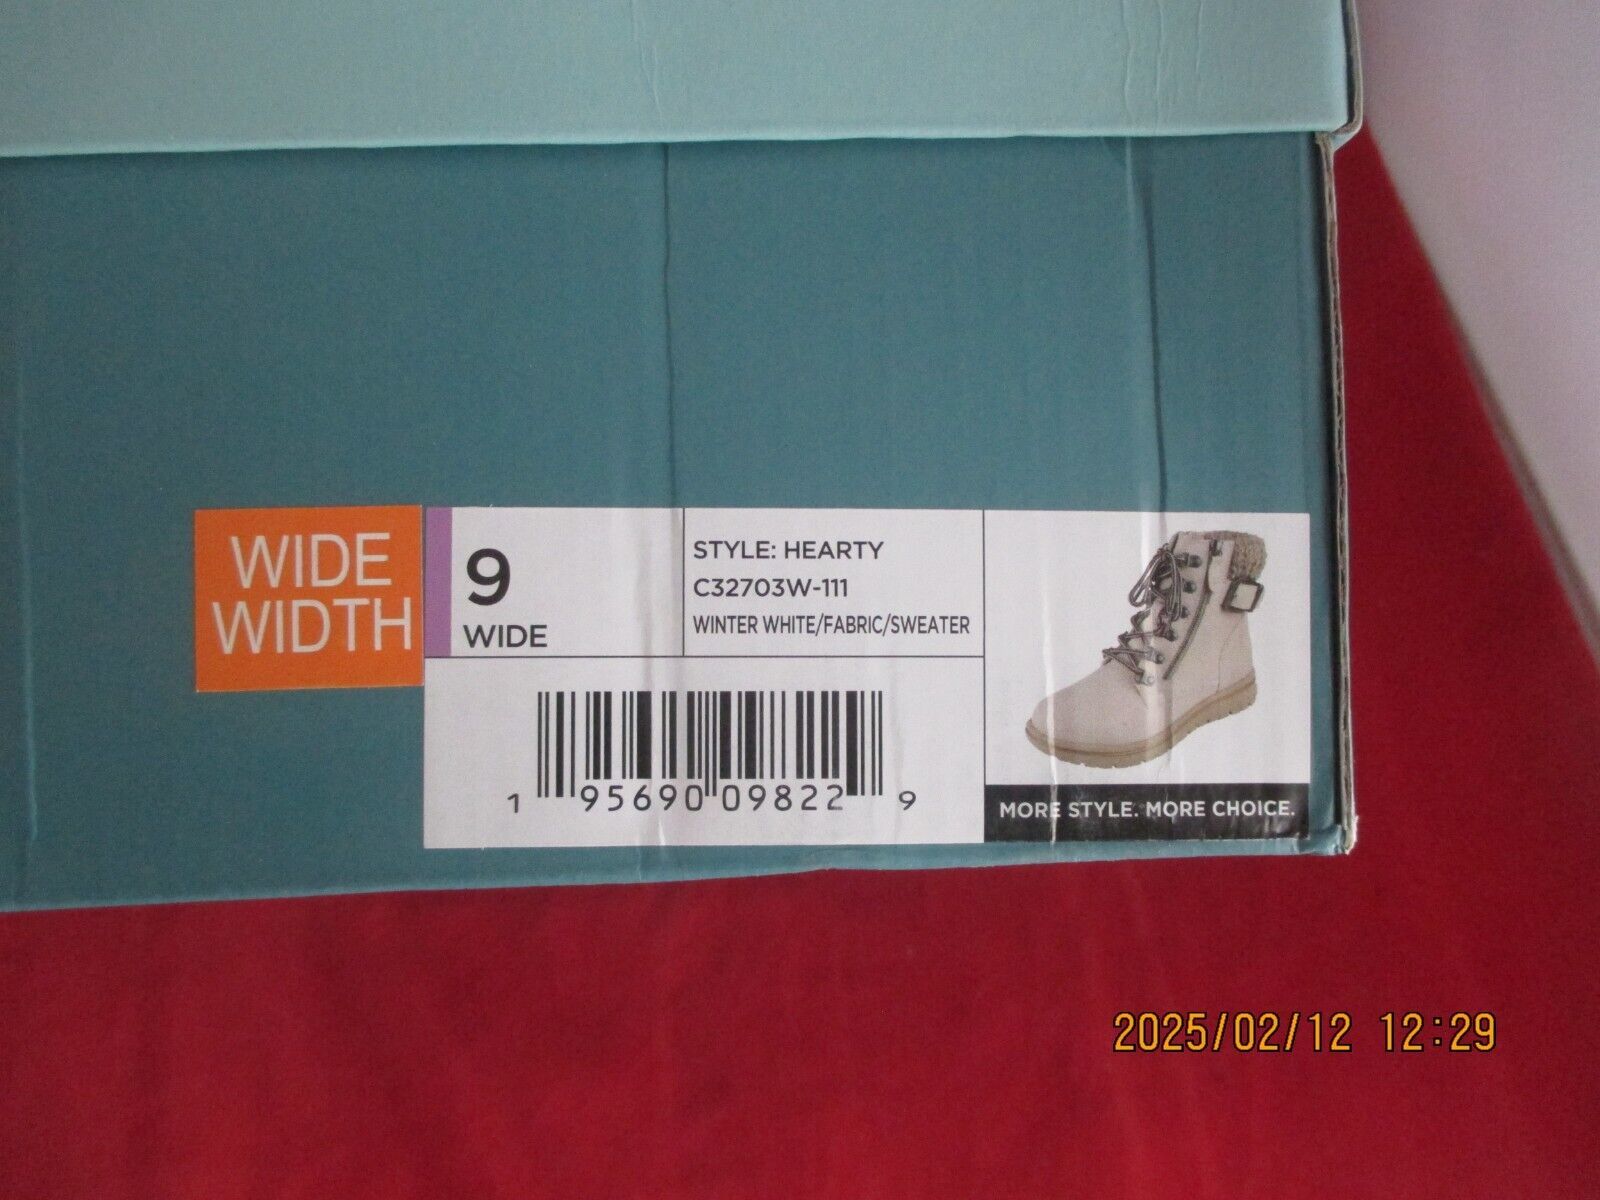 WIDE
WIDTH
9
WIDE
STYLE: HEARTY
C32703W-111
WINTER WHITE/FABRIC/SWEATER
1 95690 09822 9
MORE STYLE. MORE CHOICE.
2025/02/12 12:29